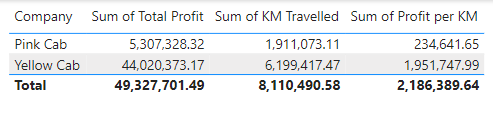 Company Sum of Total Profit Sum of KM Travelled Sum of Profit per KM
Pink Cab 5,307,328.32 1,911,073.11 234,641.65
Yellow Cab 44,020,373.17 6,199,417.47 1,951,747.99
Total 49,327,701.49 8,110,490.58 2,186,389.64